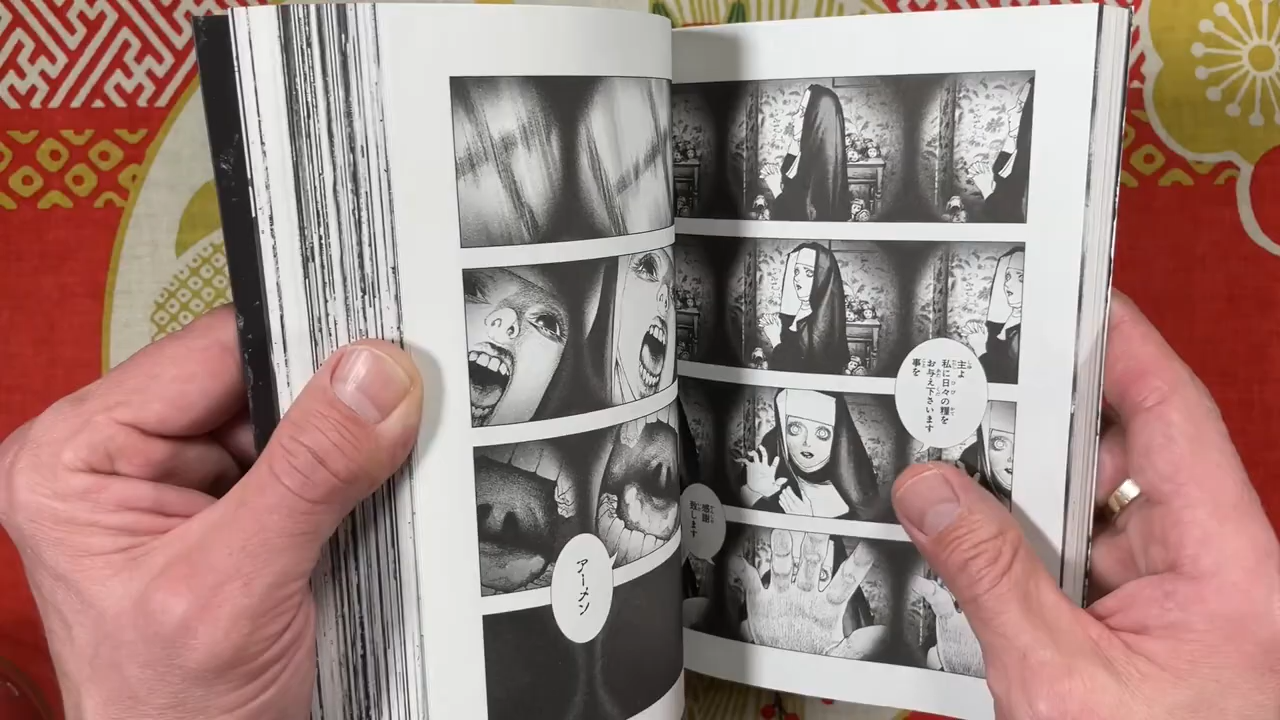 主よ
私に日々の糧を
お与え下さいます
事を
感謝
致します
アーメン